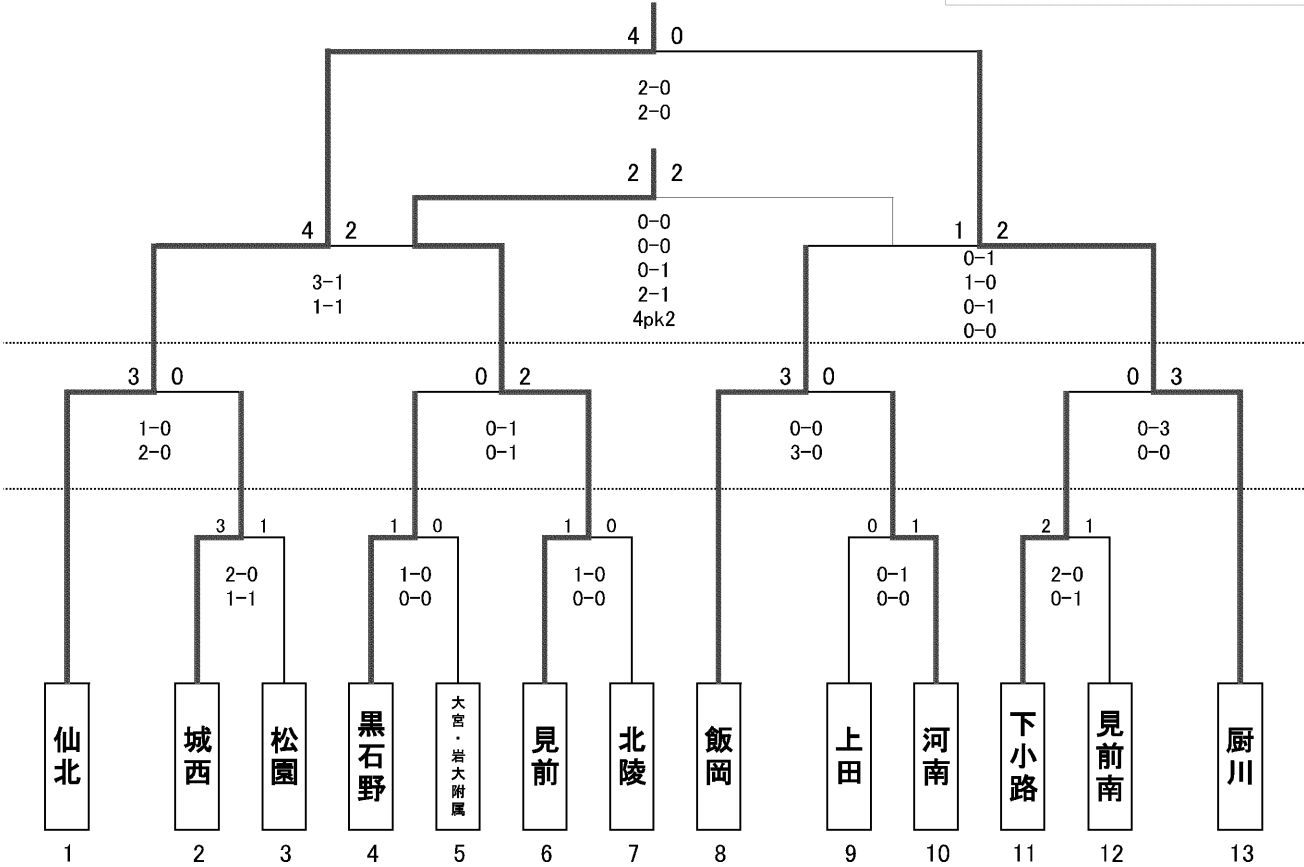 4 0
2-0
2-0
2 2
4 2
0-0
1 2
0-0
0-1
3-1
0-1
1-0
1-1
2-1
0-1
4pk2
0-0
3 0
0 2
3 0
0 3
1-0
0-1
0-0
0-3
2-0
0-1
3-0
0-0
3 1
1 0
1 0
0 1
2 1
2-0
1-0
1-0
0-1
2-0
1-1
0-0
0-0
0-0
0-1
仙北
城西
松園
黒石野
大宮・岩大附属
見前
北陵
飯岡
上田
河南
下小路
見前南
厨川
1 2 3 4 5 6 7 8 9 10 11 12 13